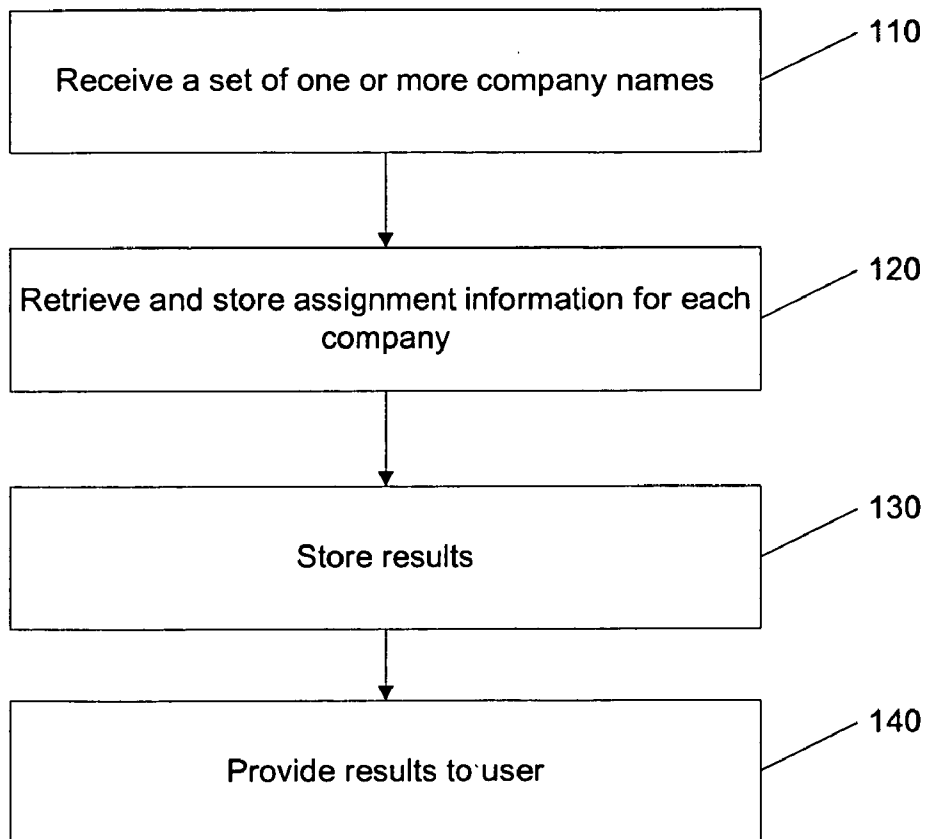 110
Receive a set of one or more company names
120
Retrieve and store assignment information for each
company
130
Store results
140
Provide results to user